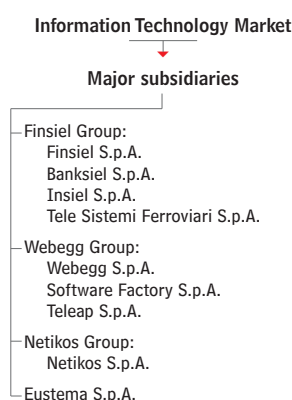 Information Technology Market
Major subsidiaries
Finsiel Group:
Finsiel S.p.A.
Banksiel S.p.A.
Insiel S.p.A.
Tele Sistemi Ferroviari S.p.A.
Webegg Group:
Webegg S.p.A.
Software Factory S.p.A.
Teleap S.p.A.
Netikos Group:
Netikos S.p.A.
Eustema S.p.A.